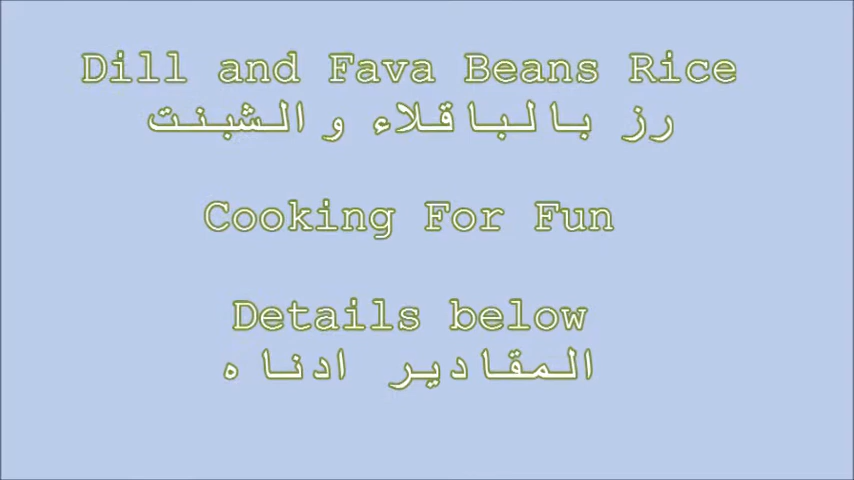 Dill and Fava Beans Rice
رز بالباقلاء والشبنت
Cooking For Fun
Details below
المقادير ادناه